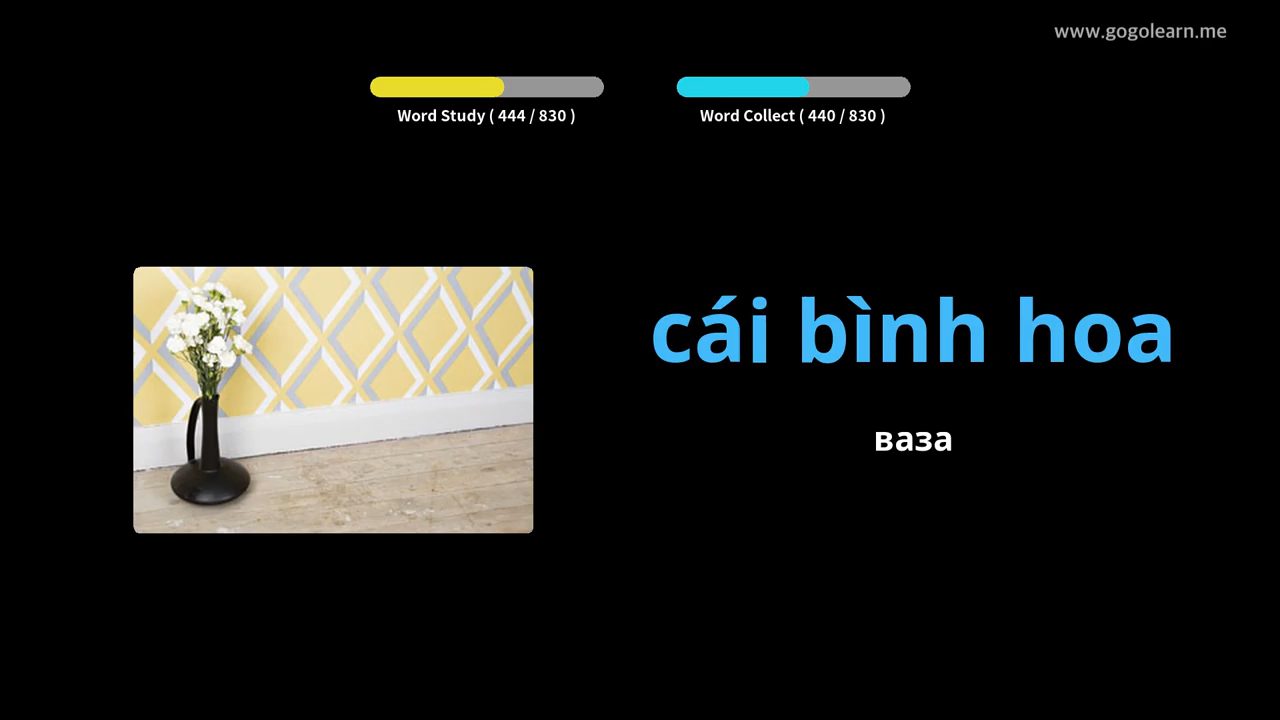 www.gogolearn.me
Word Study ( 444 / 830 )
Word Collect ( 440 / 830 )
cái bình hoa
ваза